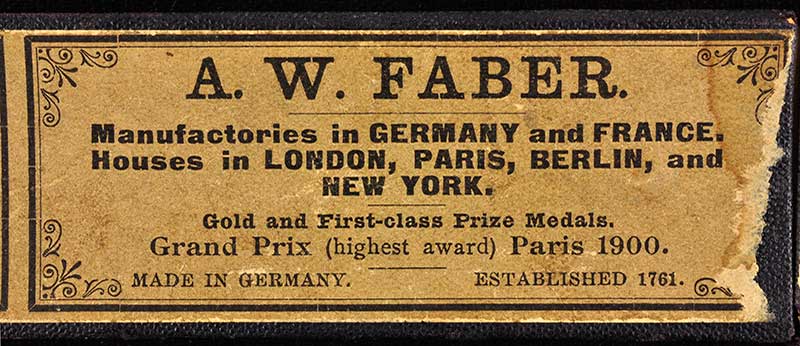 A. W. FABER.
Manufactories in GERMANY and FRANCE.
Houses in LONDON, PARIS, BERLIN, and
NEW YORK.
Gold and First-class Prize Medals.
Grand Prix (highest award) Paris 1900.
MADE IN GERMANY. ESTABLISHED 1761.